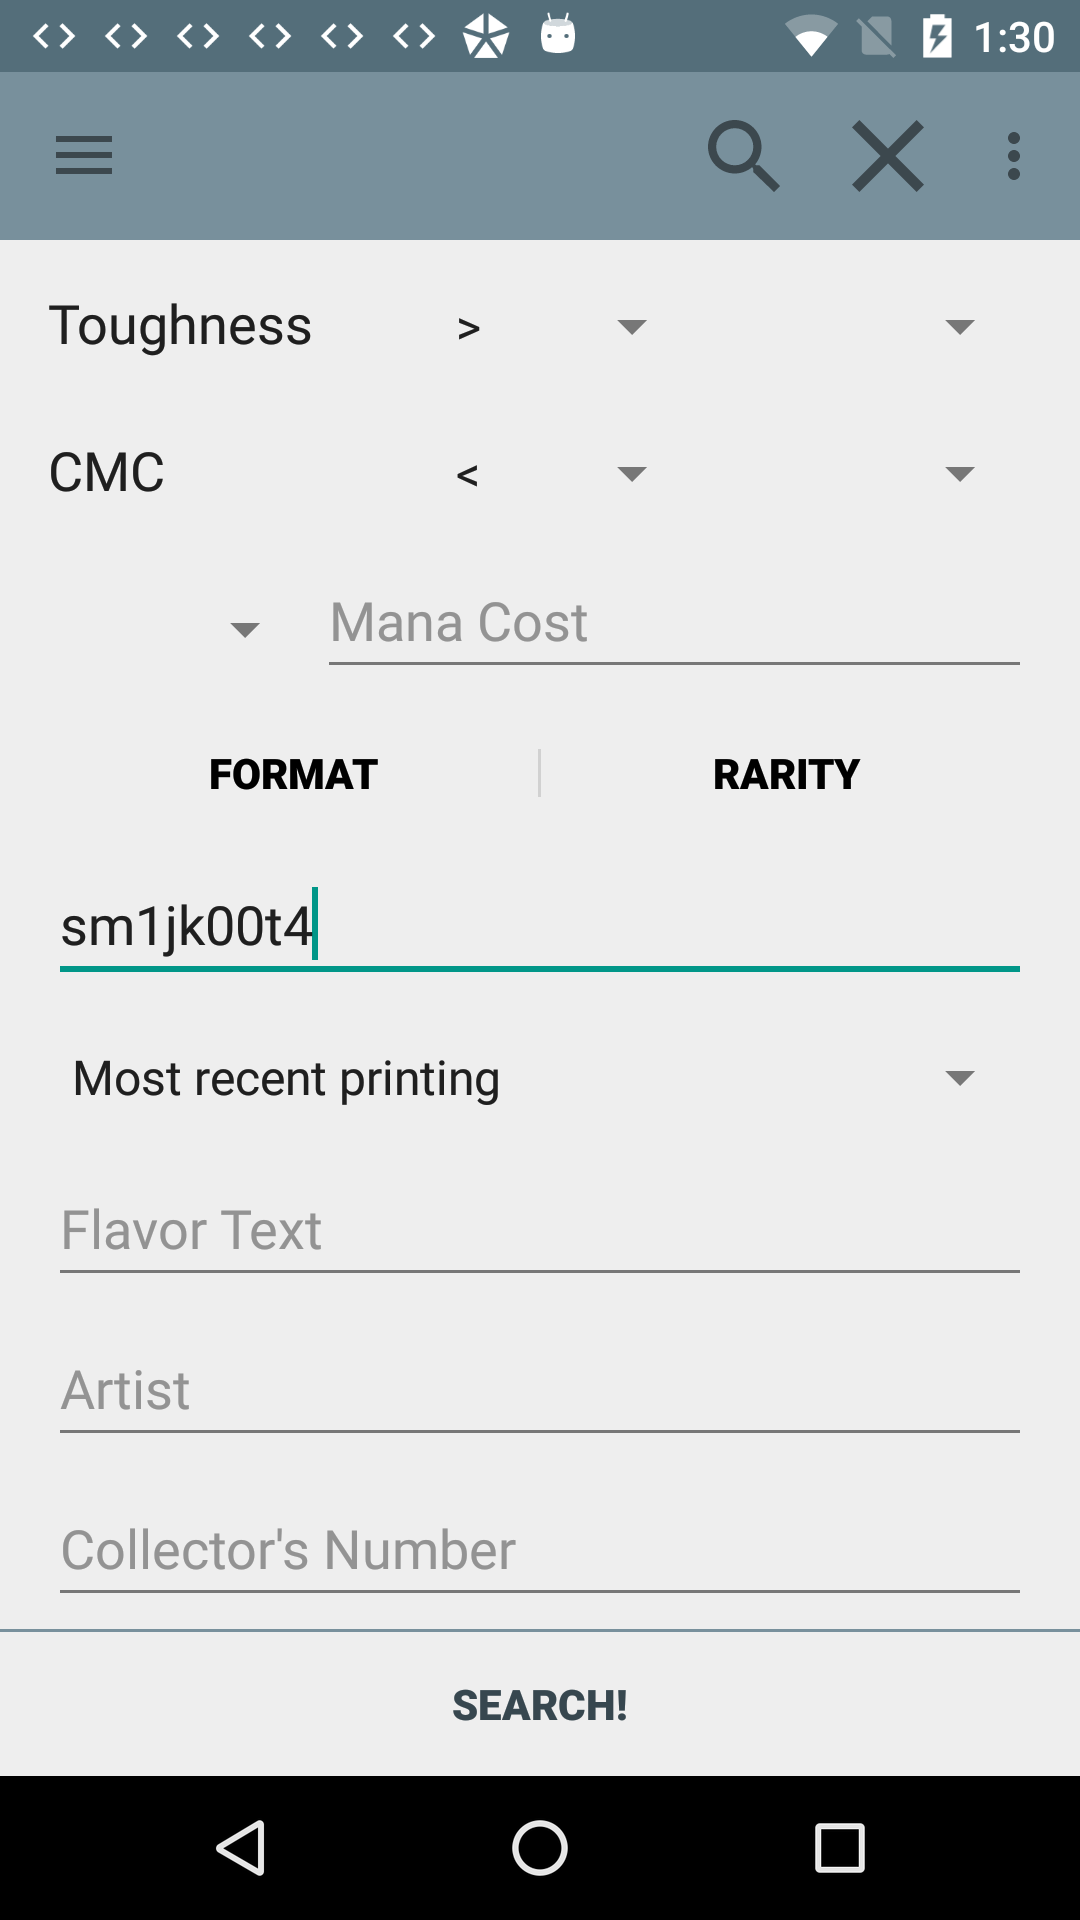 1:30
Toughness >
CMC <
Mana Cost
FORMAT RARITY
sm1jk00t4
Most recent printing
Flavor Text
Artist
Collector's Number
SEARCH!